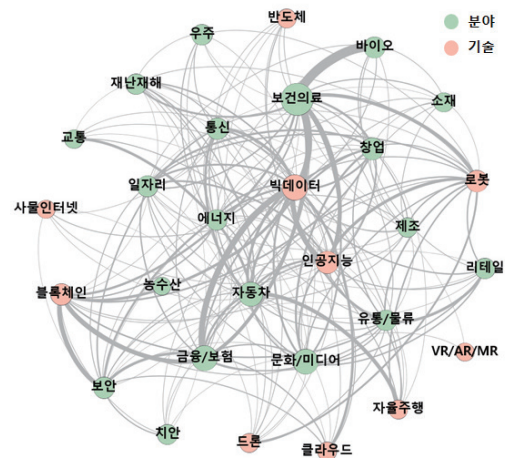 반도체
분야
우주
바이오
기술
재난재해
보건의료
소재
통신
교통
창업
일자리
빅데이터
로봇
사물인터넷
에너지
제조
인공지능
리테일
블록체인
농수산
자동차
유통/물류
금융/보험
문화/미디어
VR/AR/MR
보안
자율주행
치안
드론
클라우드